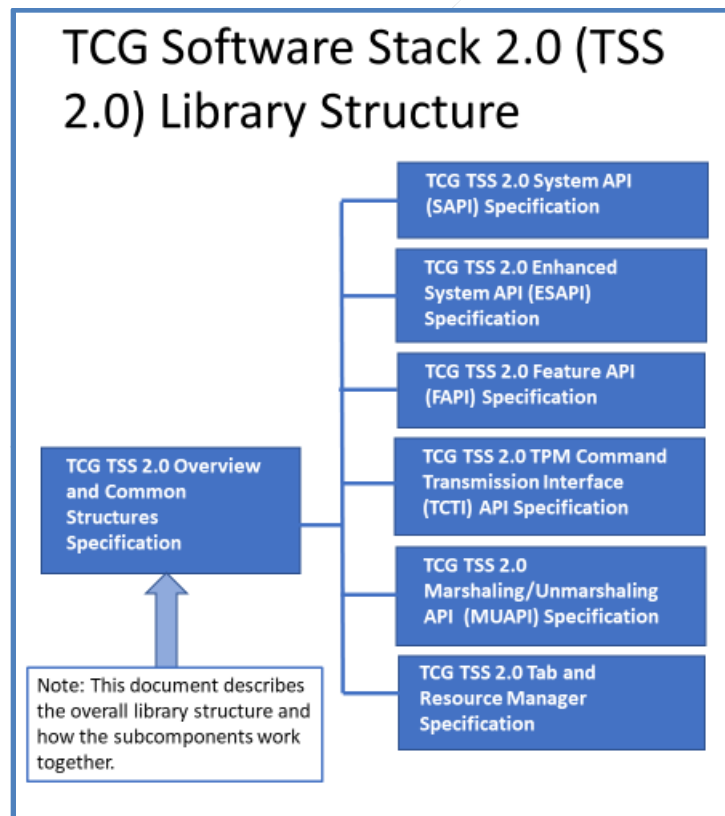 TCG Software Stack 2.0 (TSS
2.0) Library Structure
TCG TSS 2.0 System API
(SAPI) Specification
TCG TSS 2.0 Enhanced
System API (ESAPI)
Specification
TCG TSS 2.0 Feature API
(FAPI) Specification
TCG TSS 2.0 Overview
and Common
Structures
Specification
TCG TSS 2.0 TPM Command
Transmission Interface
(TCTI) API Specification
TCG TSS 2.0
Marshaling/Unmarshaling
API (MUAPI) Specification
TCG TSS 2.0 Tab and
Resource Manager
Specification
Note: This document describes
the overall library structure and
how the subcomponents work
together.